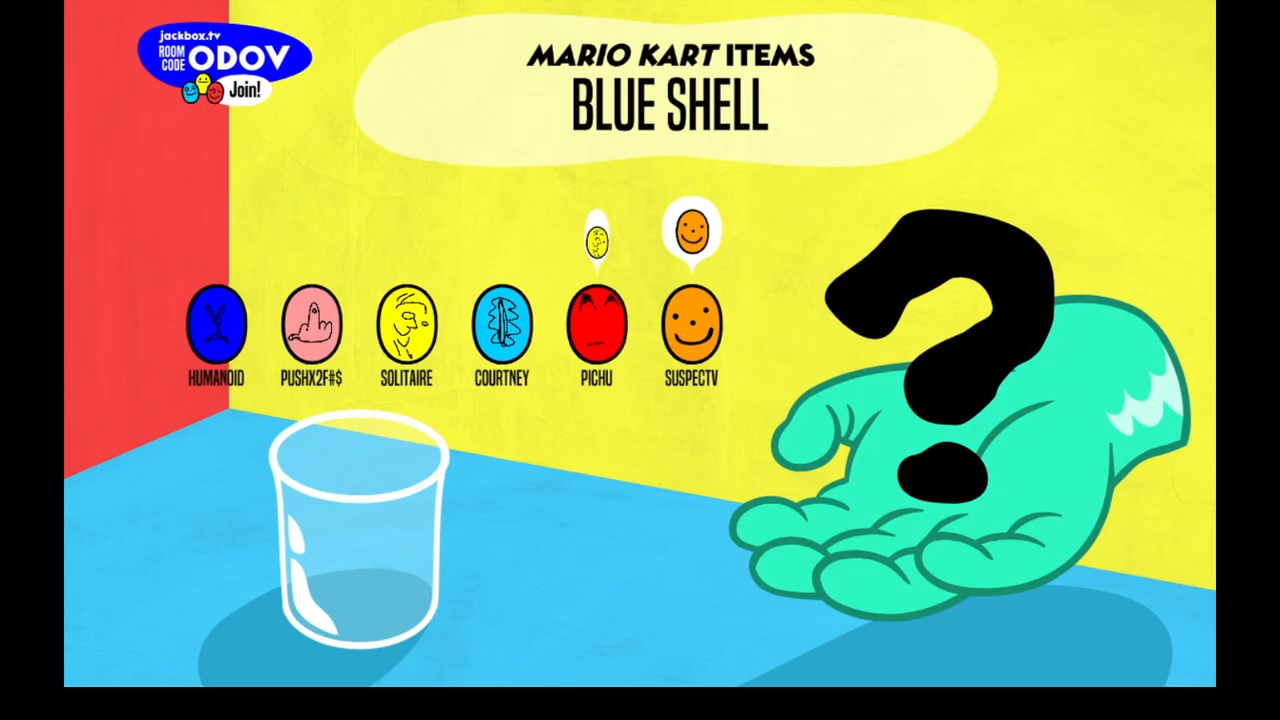 jackbox.tv
ROOM CODE ODOV
Join!
MARIO KART ITEMS
BLUE SHELL
HUMANOID
PUSHX2F#$
SOLITAIRE
COURTNEY
PICHU
SUSPECTV
?